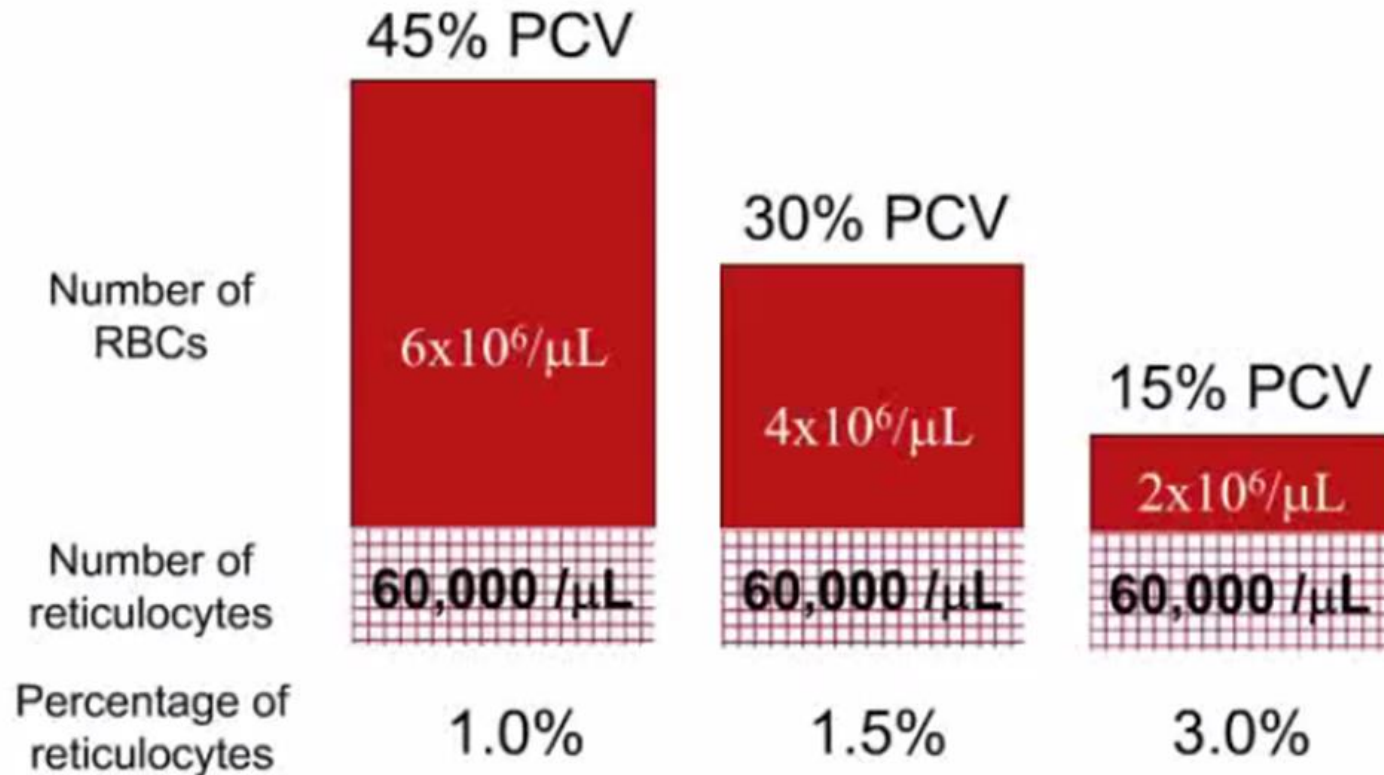 45% PCV
30% PCV
15% PCV
Number of
RBCs
6x10⁶/μL
4x10⁶/μL
2x10⁶/μL
Number of
reticulocytes
60,000 /μL
60,000 /μL
60,000 /μL
Percentage of
reticulocytes
1.0%
1.5%
3.0%